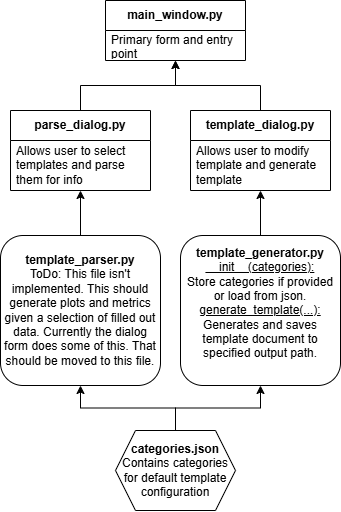 main_window.py
Primary form and entry
point
parse_dialog.py
Allows user to select
templates and parse
them for info
template_dialog.py
Allows user to modify
template and generate
template
template_parser.py
ToDo: This file isn't
implemented. This should
generate plots and metrics
given a selection of filled out
data. Currently the dialog
form does some of this. That
should be moved to this file.
template_generator.py
__init__(categories):
Store categories if provided
or load from json.
generate_template(...):
Generates and saves
template document to
specified output path.
categories.json
Contains categories
for default template
configuration